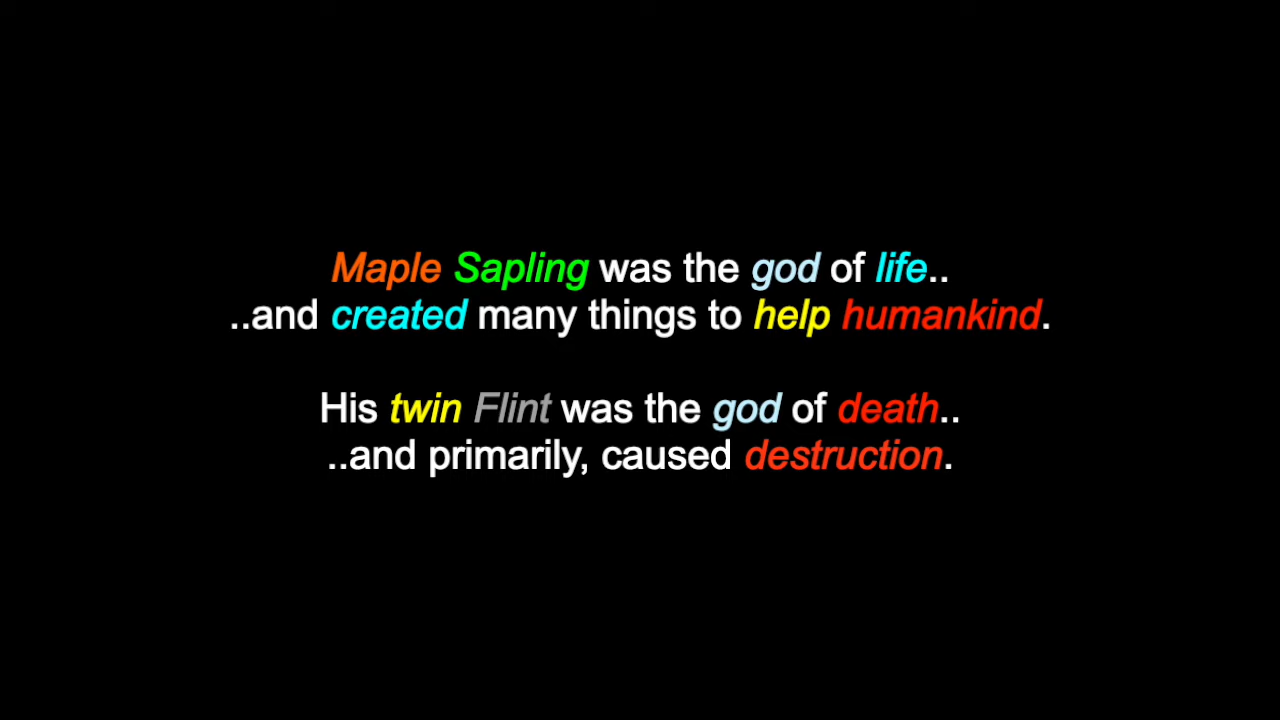 Maple Sapling was the god of life..
..and created many things to help humankind.
His twin Flint was the god of death..
..and primarily, caused destruction.